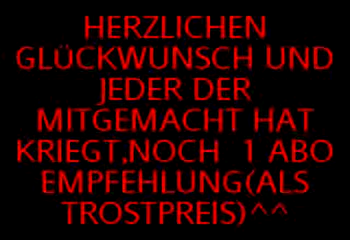 HERZLICHEN
GLÜCKWUNSCH UND
JEDER DER
MITGEMACHT HAT
KRIEGT,NOCH  1 ABO
EMPFEHLUNG(ALS
TROSTPREIS)^^